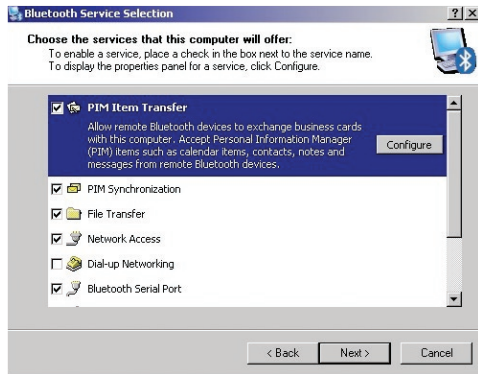 Bluetooth Service Selection
Choose the services that this computer will offer:
To enable a service, place a check in the box next to the service name.
To display the properties panel for a service, click Configure.
PIM Item Transfer
Allow remote Bluetooth devices to exchange business cards
with this computer. Accept Personal Information Manager
(PIM) items such as calendar items, contacts, notes and
messages from remote Bluetooth devices.
Configure
PIM Synchronization
File Transfer
Network Access
Dial-up Networking
Bluetooth Serial Port
< Back
Next >
Cancel